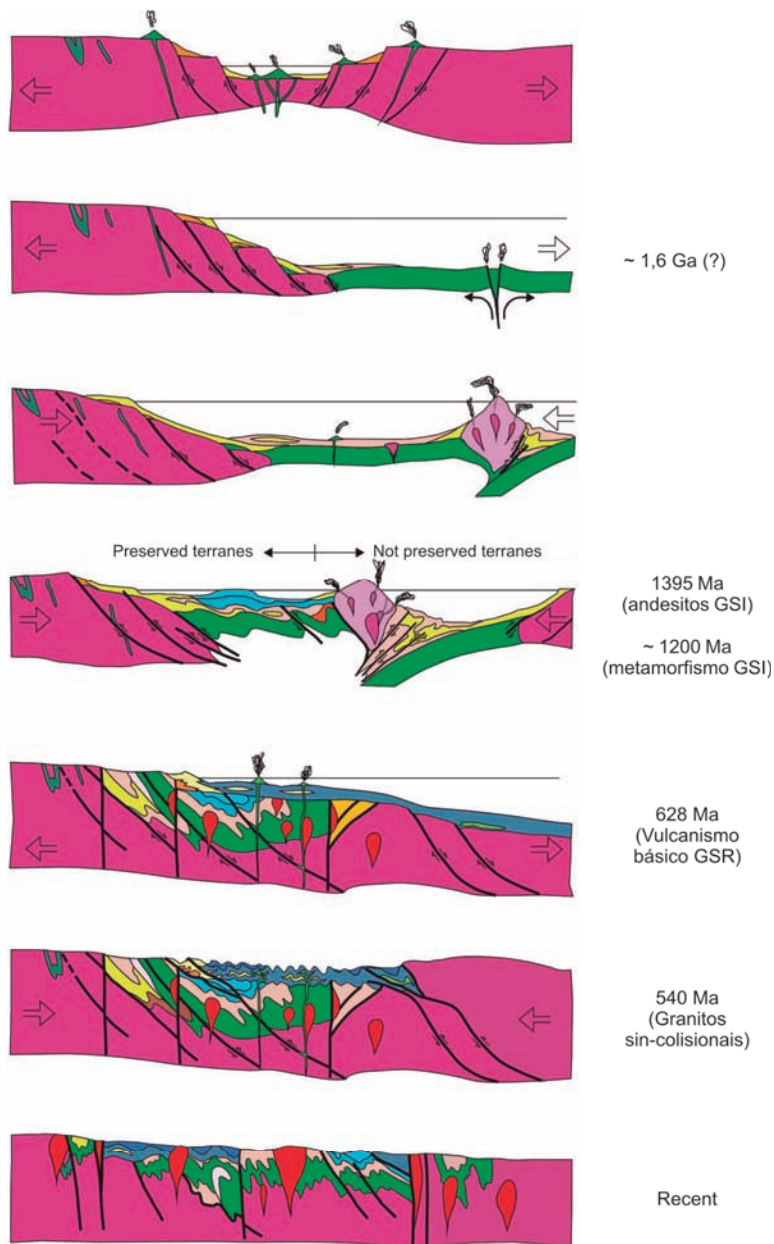 ~ 1,6 Ga (?)
Preserved terranes
Not preserved terranes
1395 Ma
(andesitos GSI)
~ 1200 Ma
(metamorfismo GSI)
628 Ma
(Vulcanismo
básico GSR)
540 Ma
(Granitos
sin-colisionais)
Recent